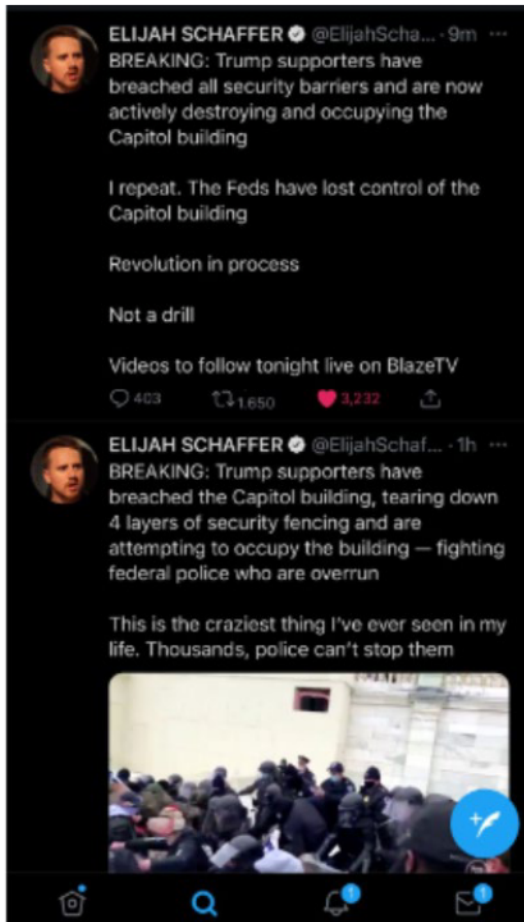 ELIJAH SCHAFFER @ElijahScha... · 9m
BREAKING: Trump supporters have
breached all security barriers and are now
actively destroying and occupying the
Capitol building
I repeat. The Feds have lost control of the
Capitol building
Revolution in process
Not a drill
Videos to follow tonight live on BlazeTV
403 1,650 3,232
ELIJAH SCHAFFER @ElijahSchaf... · 1h
BREAKING: Trump supporters have
breached the Capitol building, tearing down
4 layers of security fencing and are
attempting to occupy the building — fighting
federal police who are overrun
This is the craziest thing I've ever seen in my
life. Thousands, police can't stop them
1 1